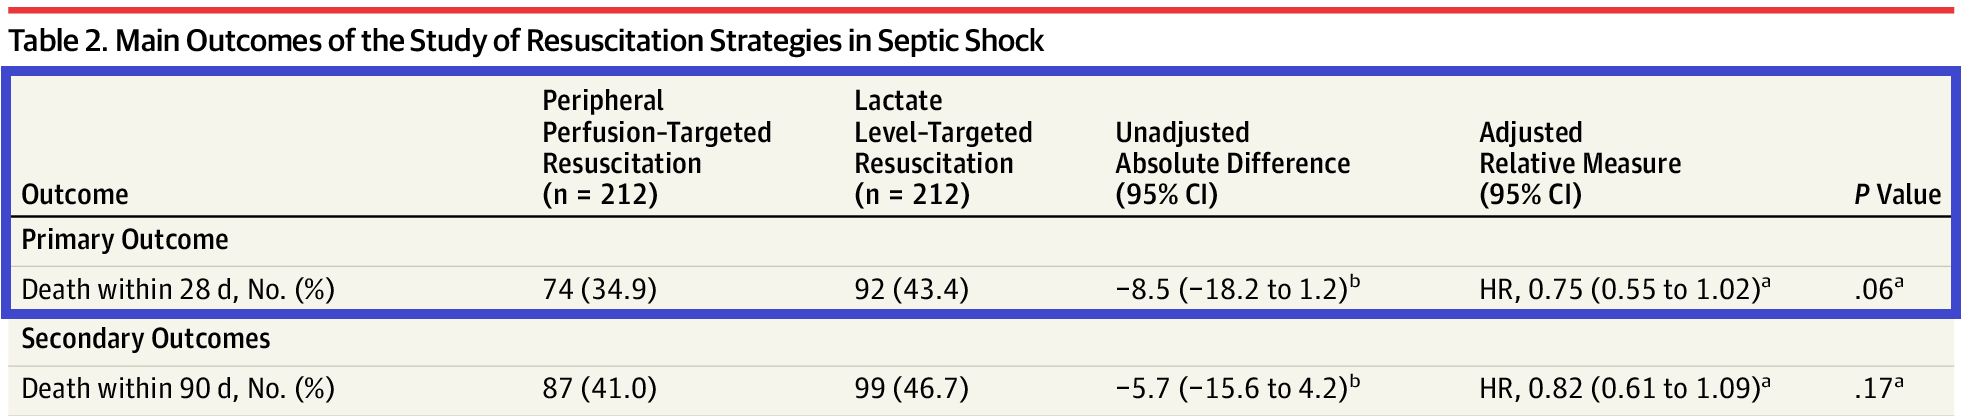 Table 2. Main Outcomes of the Study of Resuscitation Strategies in Septic Shock
Outcome
Peripheral
Perfusion-Targeted
Resuscitation
(n = 212)
Lactate
Level-Targeted
Resuscitation
(n = 212)
Unadjusted
Absolute Difference
(95% CI)
Adjusted
Relative Measure
(95% CI)
P Value
Primary Outcome
Death within 28 d, No. (%) 74 (34.9) 92 (43.4) −8.5 (−18.2 to 1.2)ᵇ HR, 0.75 (0.55 to 1.02)ᵃ .06ᵃ
Secondary Outcomes
Death within 90 d, No. (%) 87 (41.0) 99 (46.7) −5.7 (−15.6 to 4.2)ᵇ HR, 0.82 (0.61 to 1.09)ᵃ .17ᵃ